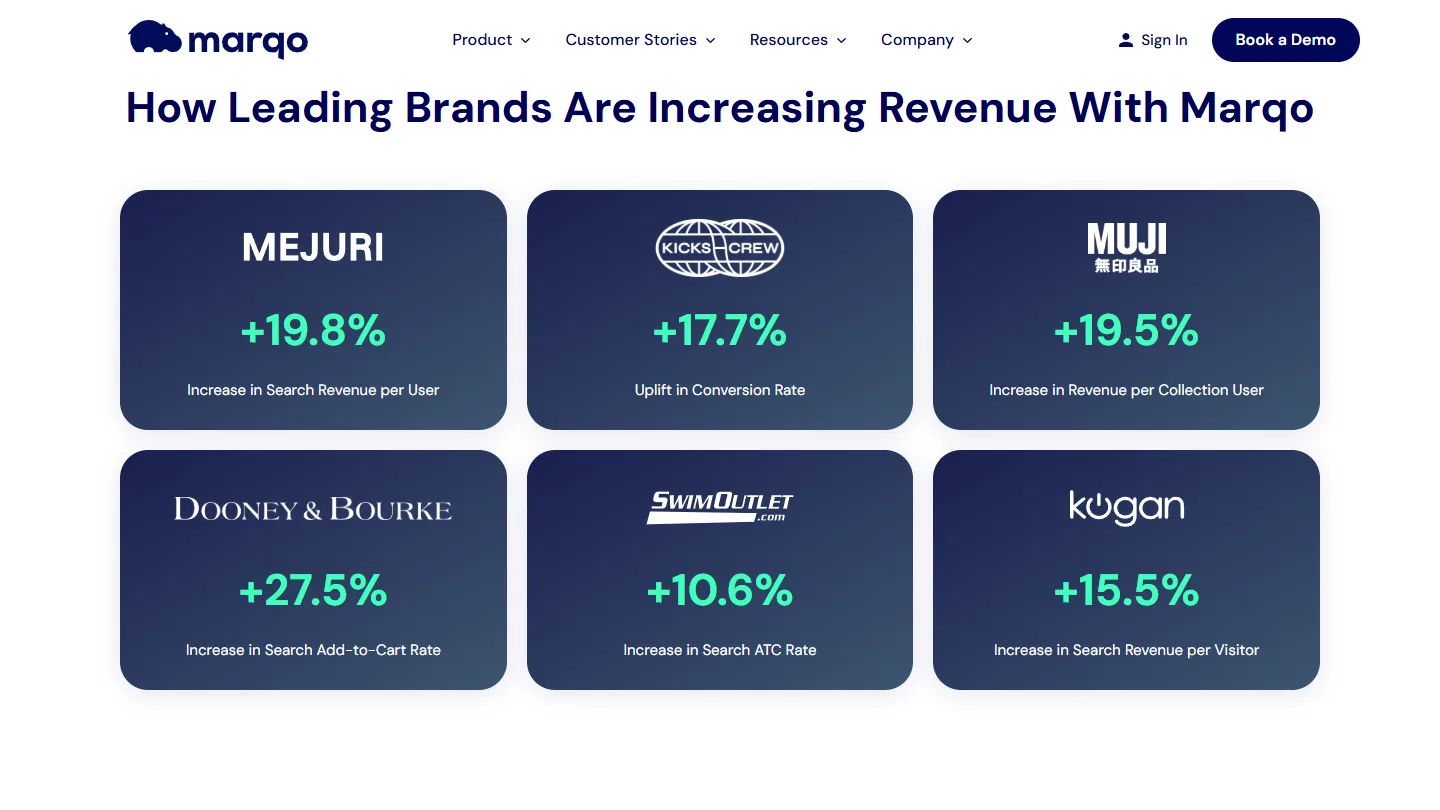 marqo
Product
Customer Stories
Resources
Company
Sign In
Book a Demo
How Leading Brands Are Increasing Revenue With Marqo
MEJURI
+19.8%
Increase in Search Revenue per User
KICKS CREW
+17.7%
Uplift in Conversion Rate
MUJI
無印良品
+19.5%
Increase in Revenue per Collection User
DOONEY & BOURKE
+27.5%
Increase in Search Add-to-Cart Rate
SWIMOUTLET
.com
+10.6%
Increase in Search ATC Rate
kogan
+15.5%
Increase in Search Revenue per Visitor